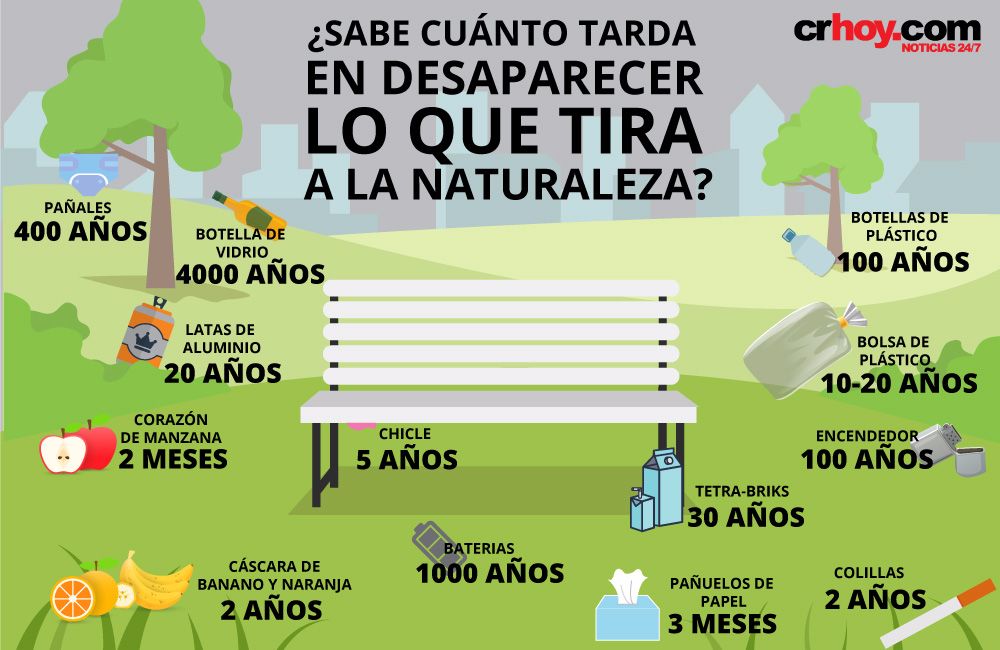 ¿SABE CUÁNTO TARDA
EN DESAPARECER
LO QUE TIRA
A LA NATURALEZA?
crhoy.com
NOTICIAS 24/7
PAÑALES
400 AÑOS
BOTELLA DE
VIDRIO
4000 AÑOS
BOTELLAS DE
PLÁSTICO
100 AÑOS
LATAS DE
ALUMINIO
20 AÑOS
BOLSA DE
PLÁSTICO
10-20 AÑOS
CORAZÓN
DE MANZANA
2 MESES
CHICLE
5 AÑOS
ENCENDEDOR
100 AÑOS
TETRA-BRIKS
30 AÑOS
BATERIAS
1000 AÑOS
CÁSCARA DE
BANANO Y NARANJA
2 AÑOS
PAÑUELOS DE
PAPEL
3 MESES
COLILLAS
2 AÑOS